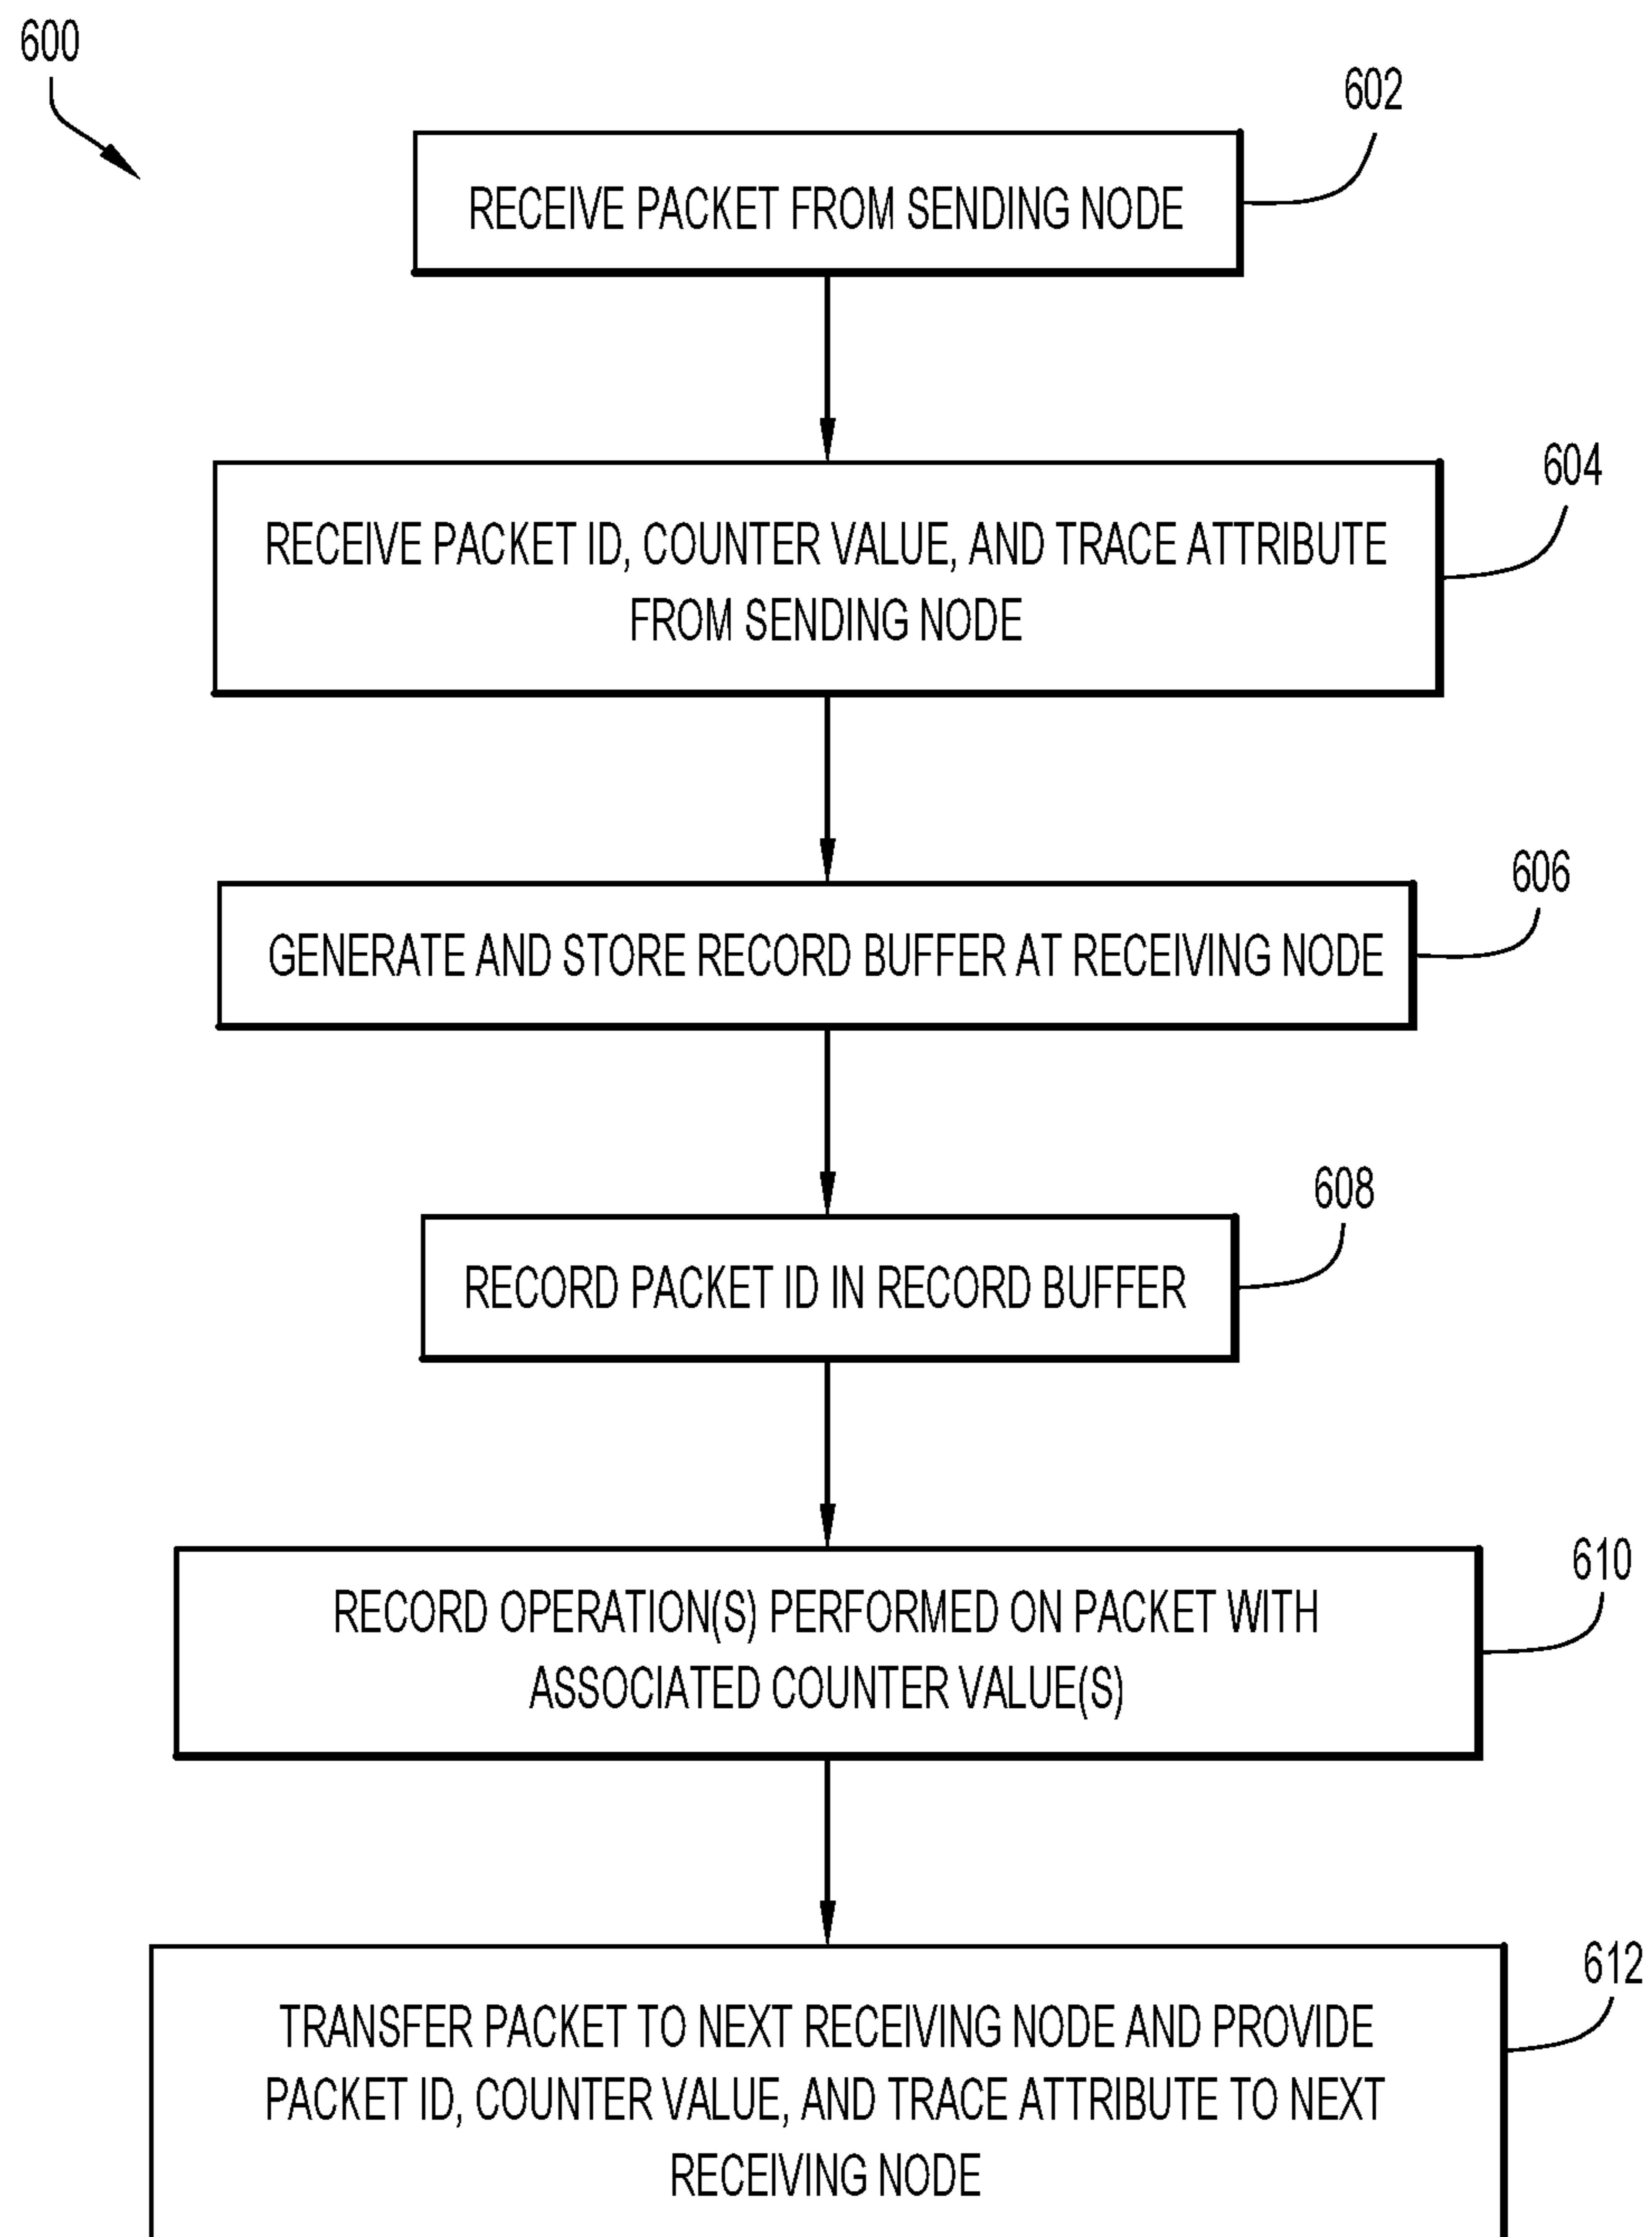 600
602
RECEIVE PACKET FROM SENDING NODE
604
RECEIVE PACKET ID, COUNTER VALUE, AND TRACE ATTRIBUTE
FROM SENDING NODE
606
GENERATE AND STORE RECORD BUFFER AT RECEIVING NODE
608
RECORD PACKET ID IN RECORD BUFFER
610
RECORD OPERATION(S) PERFORMED ON PACKET WITH
ASSOCIATED COUNTER VALUE(S)
612
TRANSFER PACKET TO NEXT RECEIVING NODE AND PROVIDE
PACKET ID, COUNTER VALUE, AND TRACE ATTRIBUTE TO NEXT
RECEIVING NODE